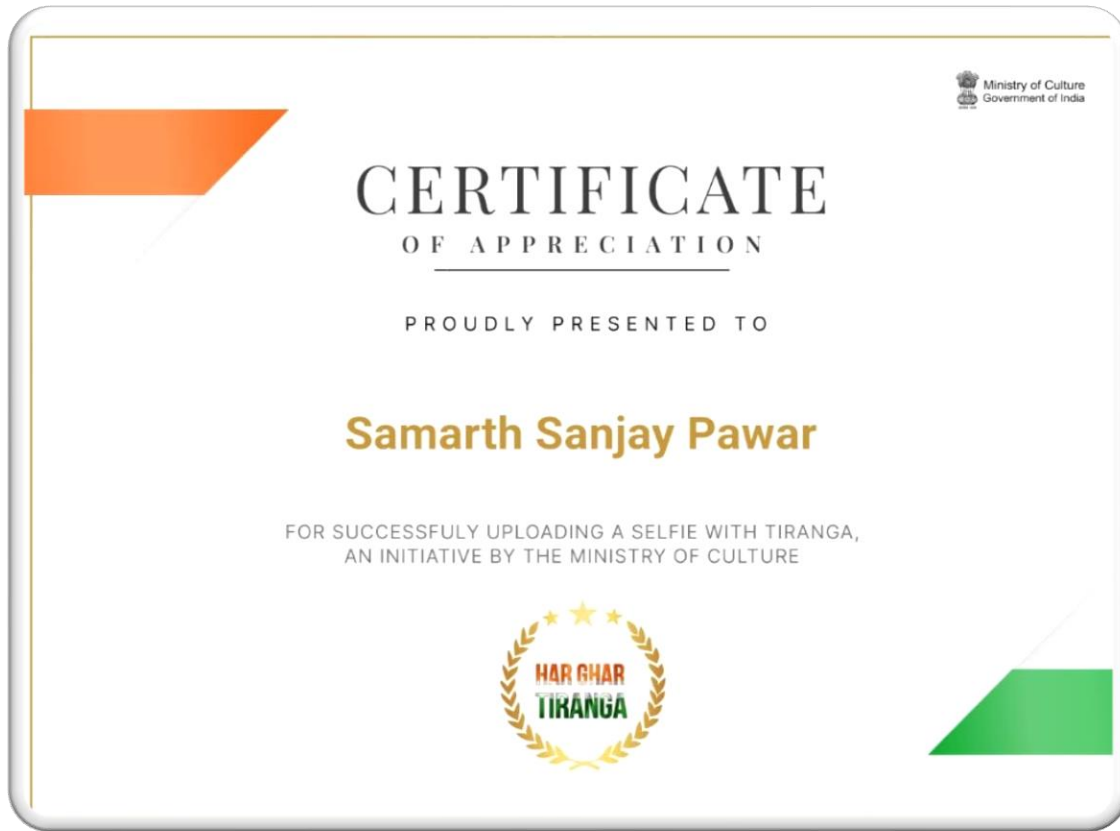 Ministry of Culture
Government of India
CERTIFICATE
OF APPRECIATION
PROUDLY PRESENTED TO
Samarth Sanjay Pawar
FOR SUCCESSFULY UPLOADING A SELFIE WITH TIRANGA,
AN INITIATIVE BY THE MINISTRY OF CULTURE
HAR GHAR
TIRANGA